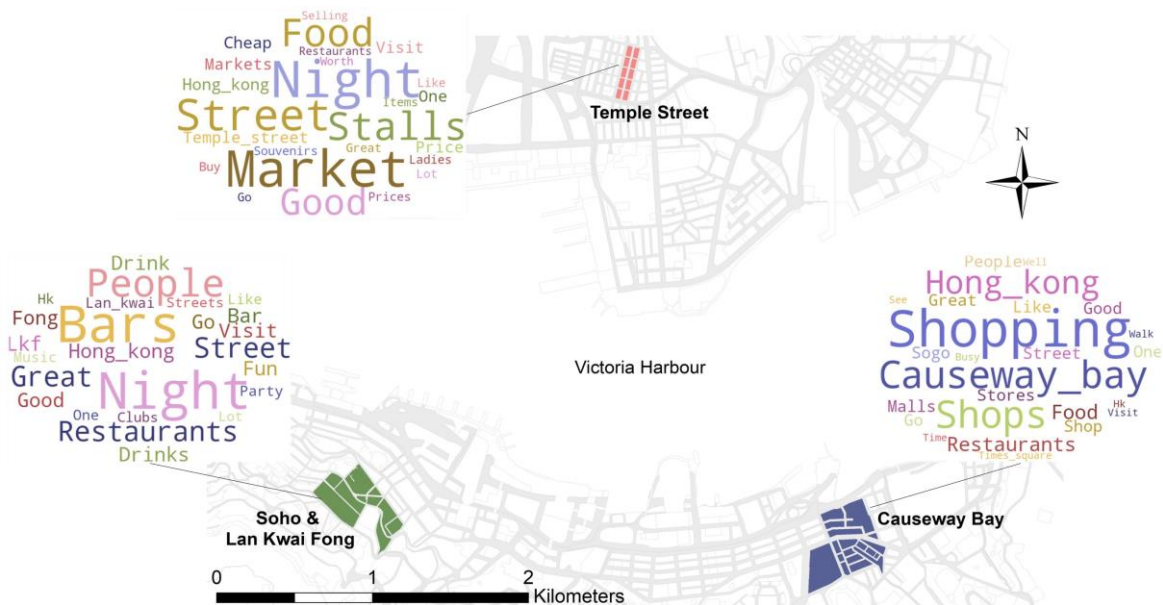 Selling
Food
Cheap Restaurants Visit
Markets Worth
Night
Hong_kong Like
Items One
Street Stalls
Temple_street Price
Souvenirs Great Ladies
Buy Market Lot
Go Good Prices
Temple Street
N
Drink
People
Hk Lan_kwai Streets Like
Fong Bars Go Bar
Lkf Visit
Music Hong_kong Street
Great Night Fun
Good Party
One Clubs Lot
Restaurants
Drinks
People Well
Hong_kong
See Great Like Good
Shopping Walk
Sogo Busy Street One
Causeway_bay
Stores
Malls Shops Food Hk
Go Shop Visit
Time Restaurants
Times_square
Victoria Harbour
Soho &
Lan Kwai Fong
Causeway Bay
0 1 2
Kilometers